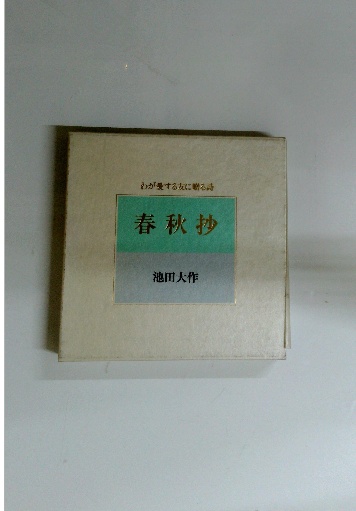 わが愛する友に贈る詩
春秋抄
池田大作